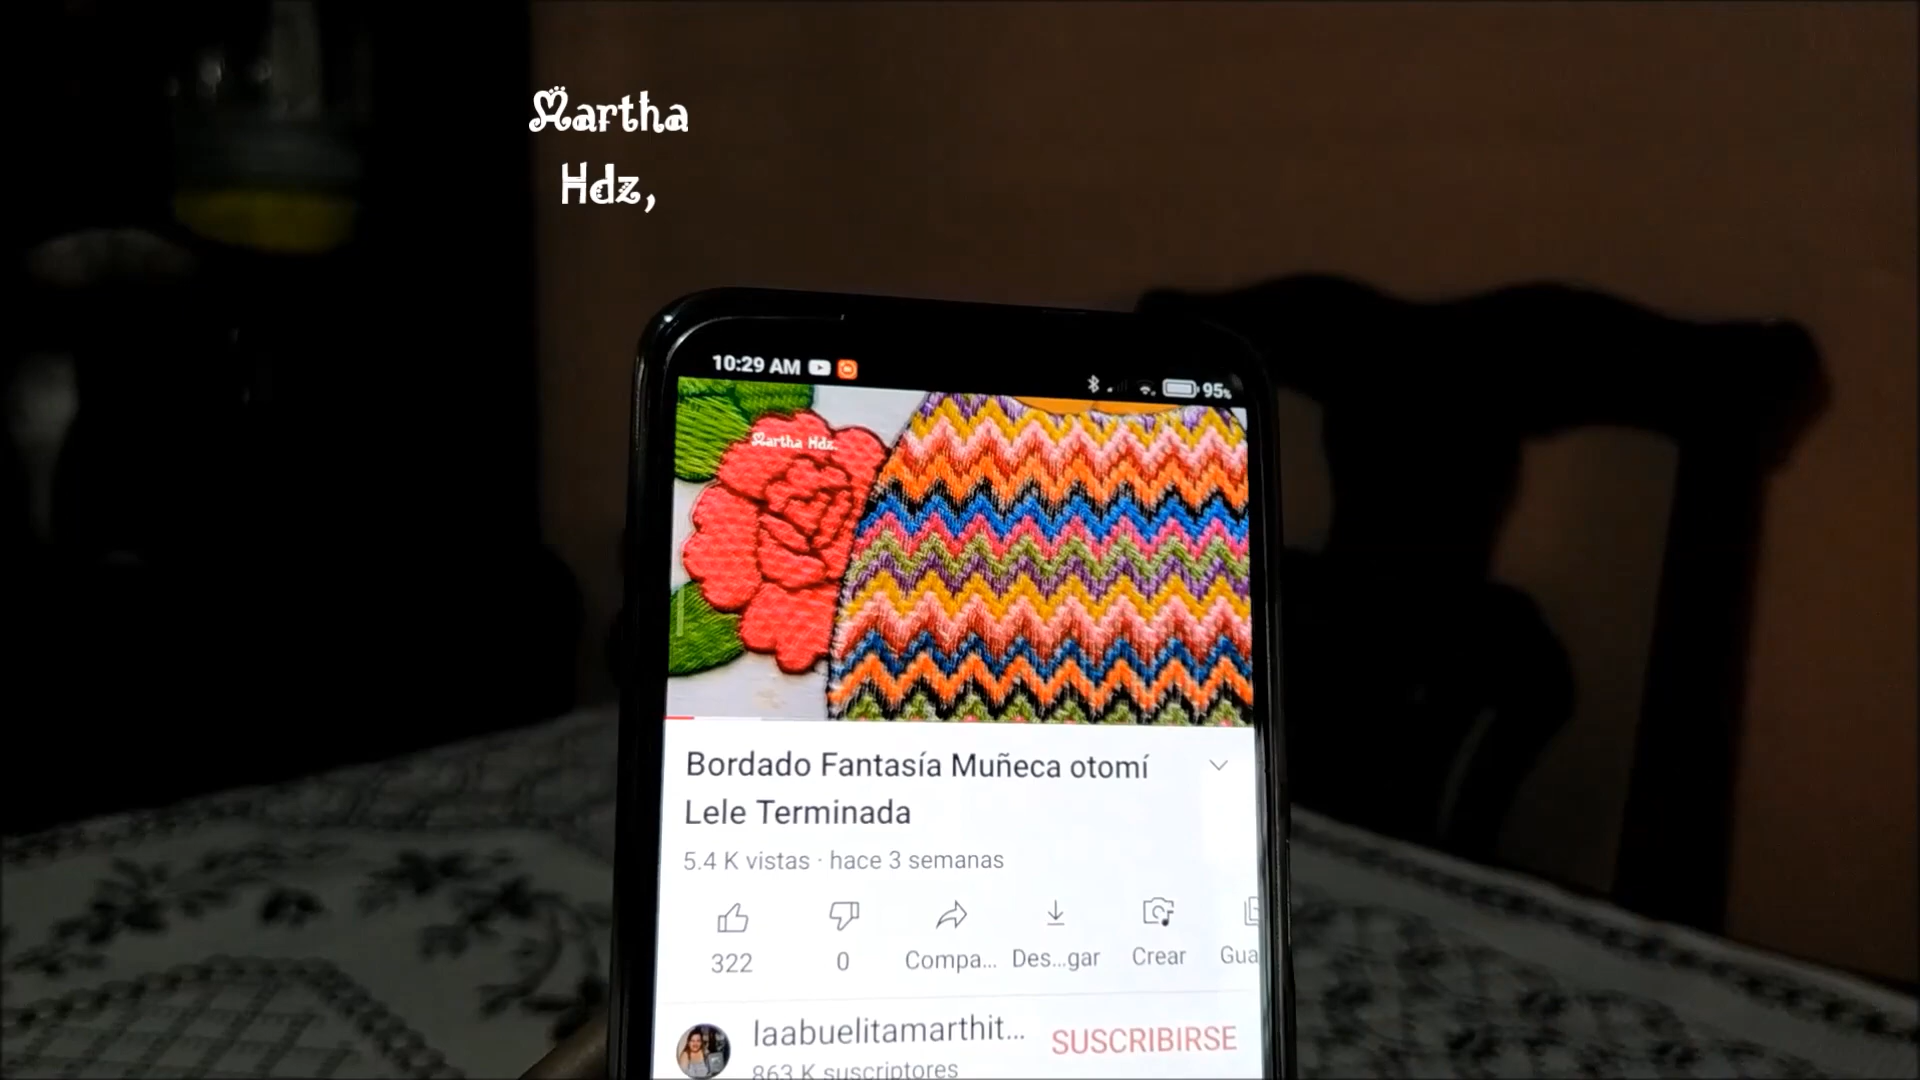 Martha
Hdz,
10:29 AM
95%
Martha Hdz.
Bordado Fantasía Muñeca otomí
Lele Terminada
5.4 K vistas · hace 3 semanas
322
0
Compa...
Des...gar
Crear
Gua
laabuelitamarthit...
SUSCRIBIRSE
863 K suscriptores